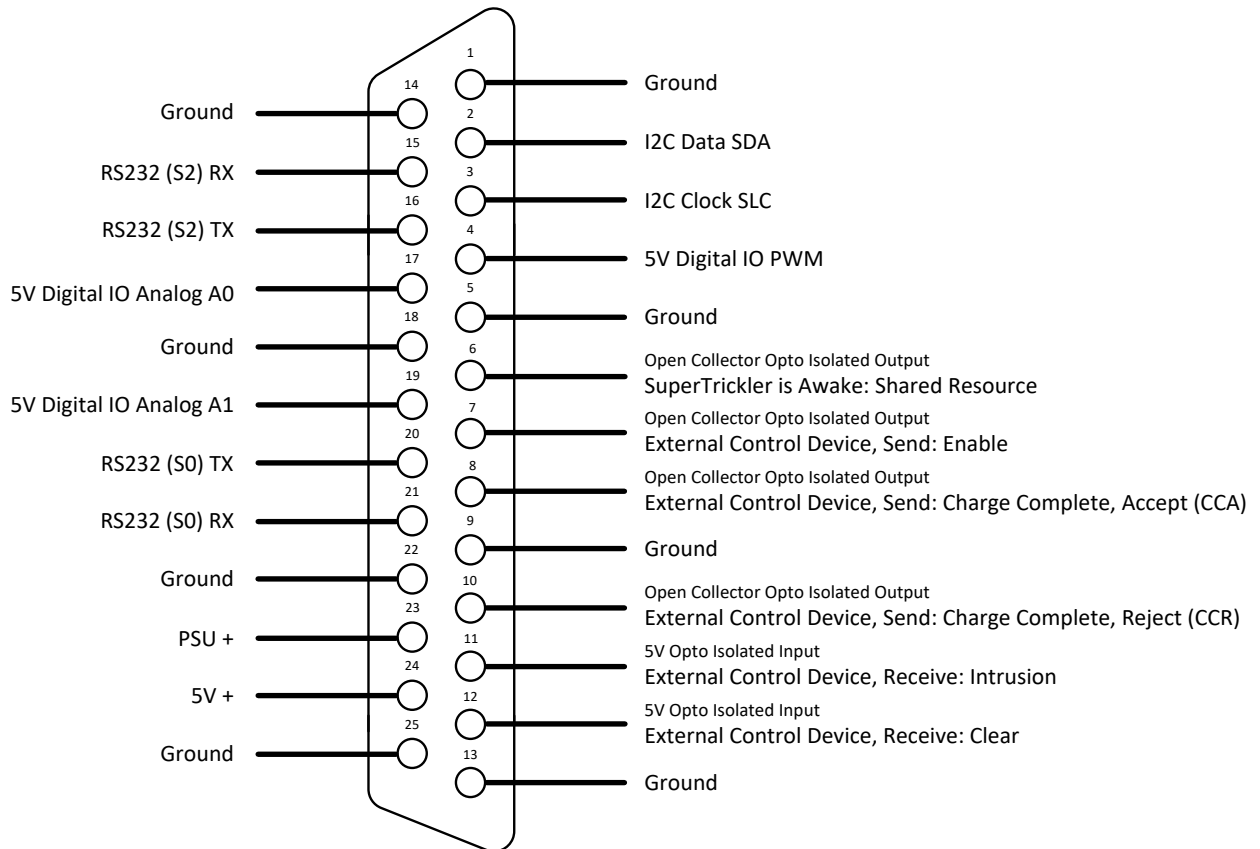 1
Ground
14
Ground
2
I2C Data SDA
15
RS232 (S2) RX
3
I2C Clock SLC
16
RS232 (S2) TX
4
5V Digital IO PWM
17
5V Digital IO Analog A0
5
Ground
18
Ground
6
Open Collector Opto Isolated Output
SuperTrickler is Awake: Shared Resource
19
5V Digital IO Analog A1
7
Open Collector Opto Isolated Output
External Control Device, Send: Enable
20
RS232 (S0) TX
8
Open Collector Opto Isolated Output
External Control Device, Send: Charge Complete, Accept (CCA)
21
RS232 (S0) RX
9
Ground
22
Ground
10
Open Collector Opto Isolated Output
External Control Device, Send: Charge Complete, Reject (CCR)
23
PSU +
11
5V Opto Isolated Input
External Control Device, Receive: Intrusion
24
5V +
12
5V Opto Isolated Input
External Control Device, Receive: Clear
25
Ground
13
Ground